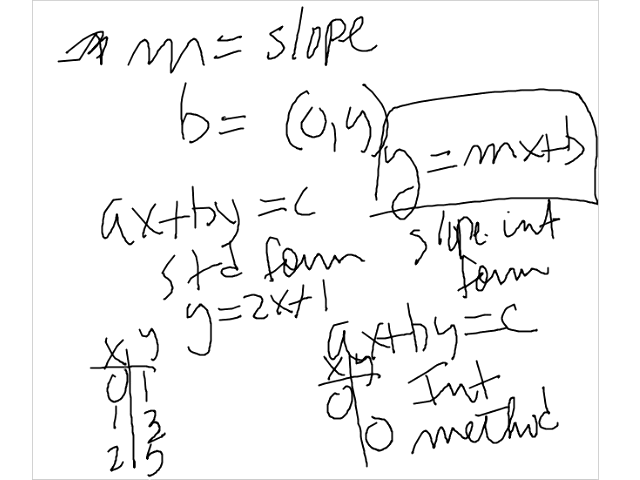 m = slope
b = (0,y)
y = mx+b
ax+by=c
slope int
std form
form
y=2x+1
ax+by=c
x y
0 1
1 3
2 5
x y
0
0
Int
method